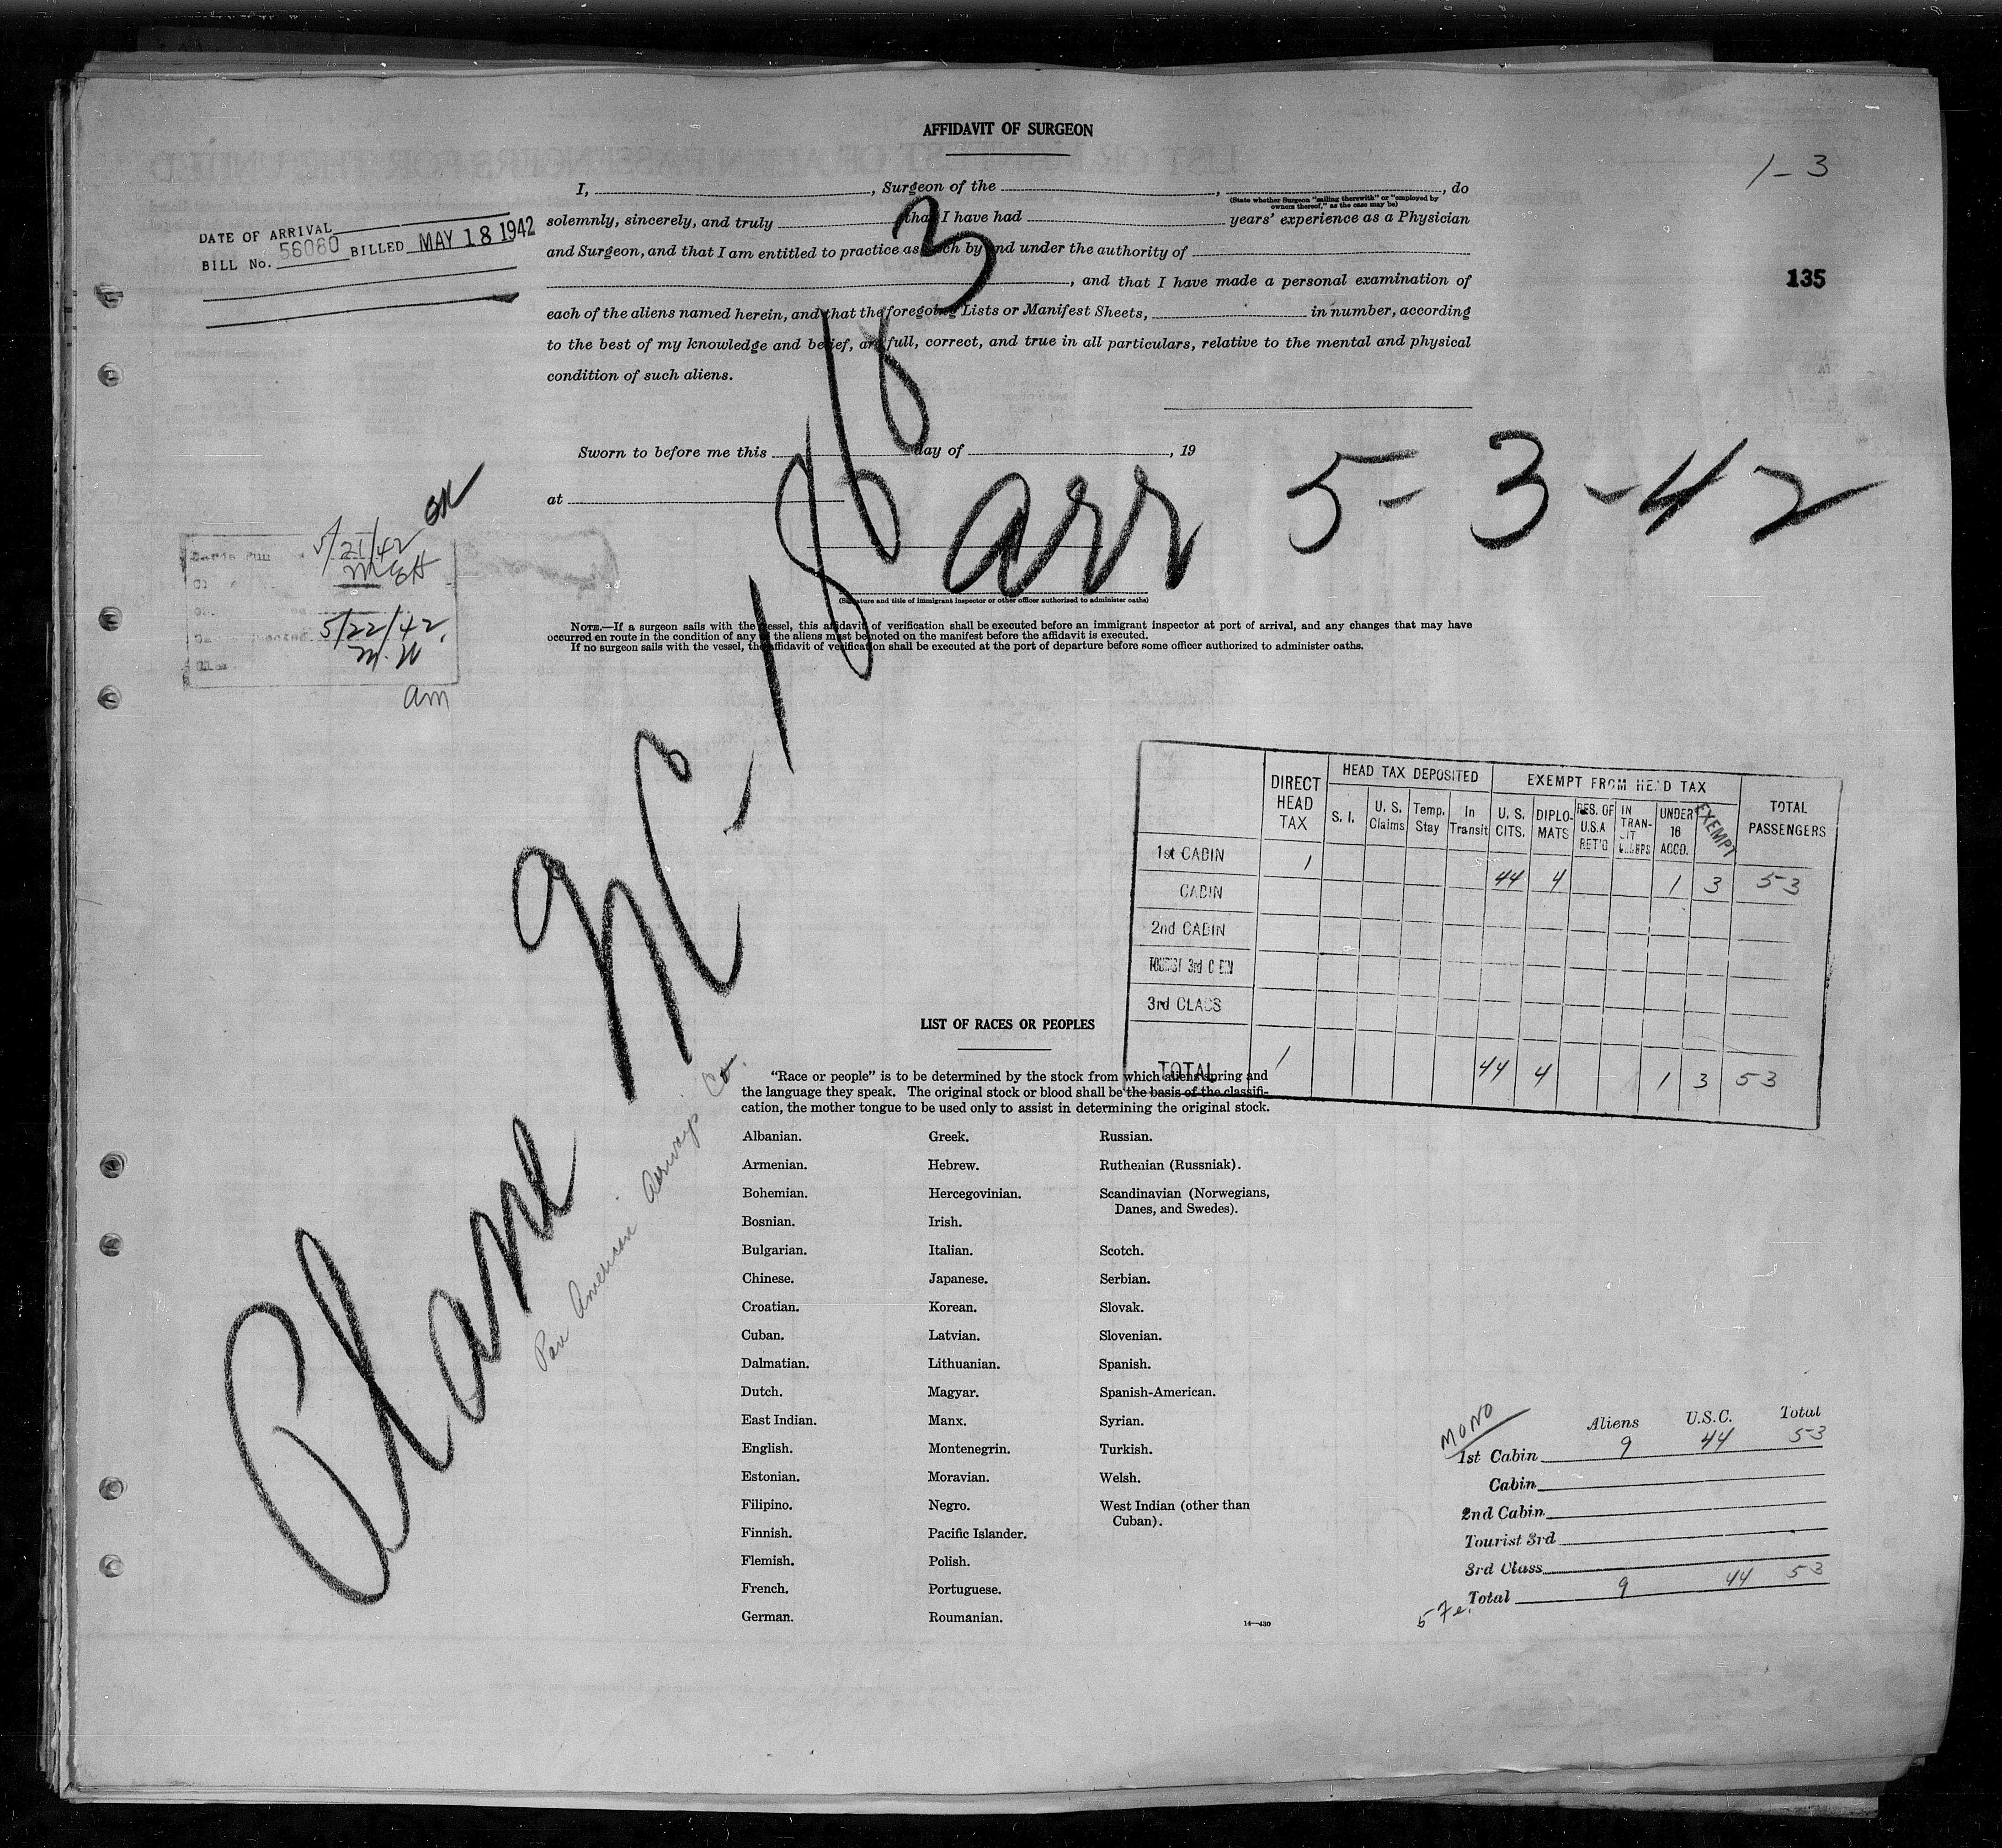 AFFIDAVIT OF SURGEON
1-3
135
I, , Surgeon of the , , do
(State whether Surgeon "sailing therewith" or "employed by owners thereof," as the case may be)
solemnly, sincerely, and truly that I have had years' experience as a Physician
and Surgeon, and that I am entitled to practice as such by and under the authority of
, and that I have made a personal examination of
each of the aliens named herein, and that the foregoing Lists or Manifest Sheets, in number, according
to the best of my knowledge and belief, are full, correct, and true in all particulars, relative to the mental and physical
condition of such aliens.
DATE OF ARRIVAL
BILL No. 56060 BILLED MAY 18 1942
Sworn to before me this day of , 19
at
(Signature and title of immigrant inspector or other officer authorized to administer oaths)
NOTE.—If a surgeon sails with the vessel, this affidavit of verification shall be executed before an immigrant inspector at port of arrival, and any changes that may have
occurred en route in the condition of any of the aliens must be noted on the manifest before the affidavit is executed.
If no surgeon sails with the vessel, the affidavit of verification shall be executed at the port of departure before some officer authorized to administer oaths.
Plane NC-18603
arr 5-3-42
Pan American Airways Co.
OK
5/21/42
5/22/42
M.W
am
DIRECT HEAD TAX
HEAD TAX DEPOSITED
EXEMPT FROM HEAD TAX
TOTAL PASSENGERS
S. I. U. S. Claims Temp. Stay In Transit U. S. CITS. DIPLOMATS RES. OF U.S.A RET'G IN TRANSIT UNDER 16 ACCO. EXEMPT
1st CABIN 1 44 4 1 3 53
CABIN
2nd CABIN
TOURIST 3rd CABIN
3rd CLASS
TOTAL 1 44 4 1 3 53
LIST OF RACES OR PEOPLES
"Race or people" is to be determined by the stock from which aliens spring and
the language they speak. The original stock or blood shall be the basis of the classifi-
cation, the mother tongue to be used only to assist in determining the original stock.
Albanian.
Armenian.
Bohemian.
Bosnian.
Bulgarian.
Chinese.
Croatian.
Cuban.
Dalmatian.
Dutch.
East Indian.
English.
Estonian.
Filipino.
Finnish.
Flemish.
French.
German.
Greek.
Hebrew.
Hercegovinian.
Irish.
Italian.
Japanese.
Korean.
Latvian.
Lithuanian.
Magyar.
Manx.
Montenegrin.
Moravian.
Negro.
Pacific Islander.
Polish.
Portuguese.
Roumanian.
Russian.
Ruthenian (Russniak).
Scandinavian (Norwegians,
Danes, and Swedes).
Scotch.
Serbian.
Slovak.
Slovenian.
Spanish.
Spanish-American.
Syrian.
Turkish.
Welsh.
West Indian (other than
Cuban).
14—430
MONO
Aliens U.S.C. Total
1st Cabin 9 44 53
Cabin
2nd Cabin
Tourist 3rd
3rd Class
Total 9 44 53
57e.